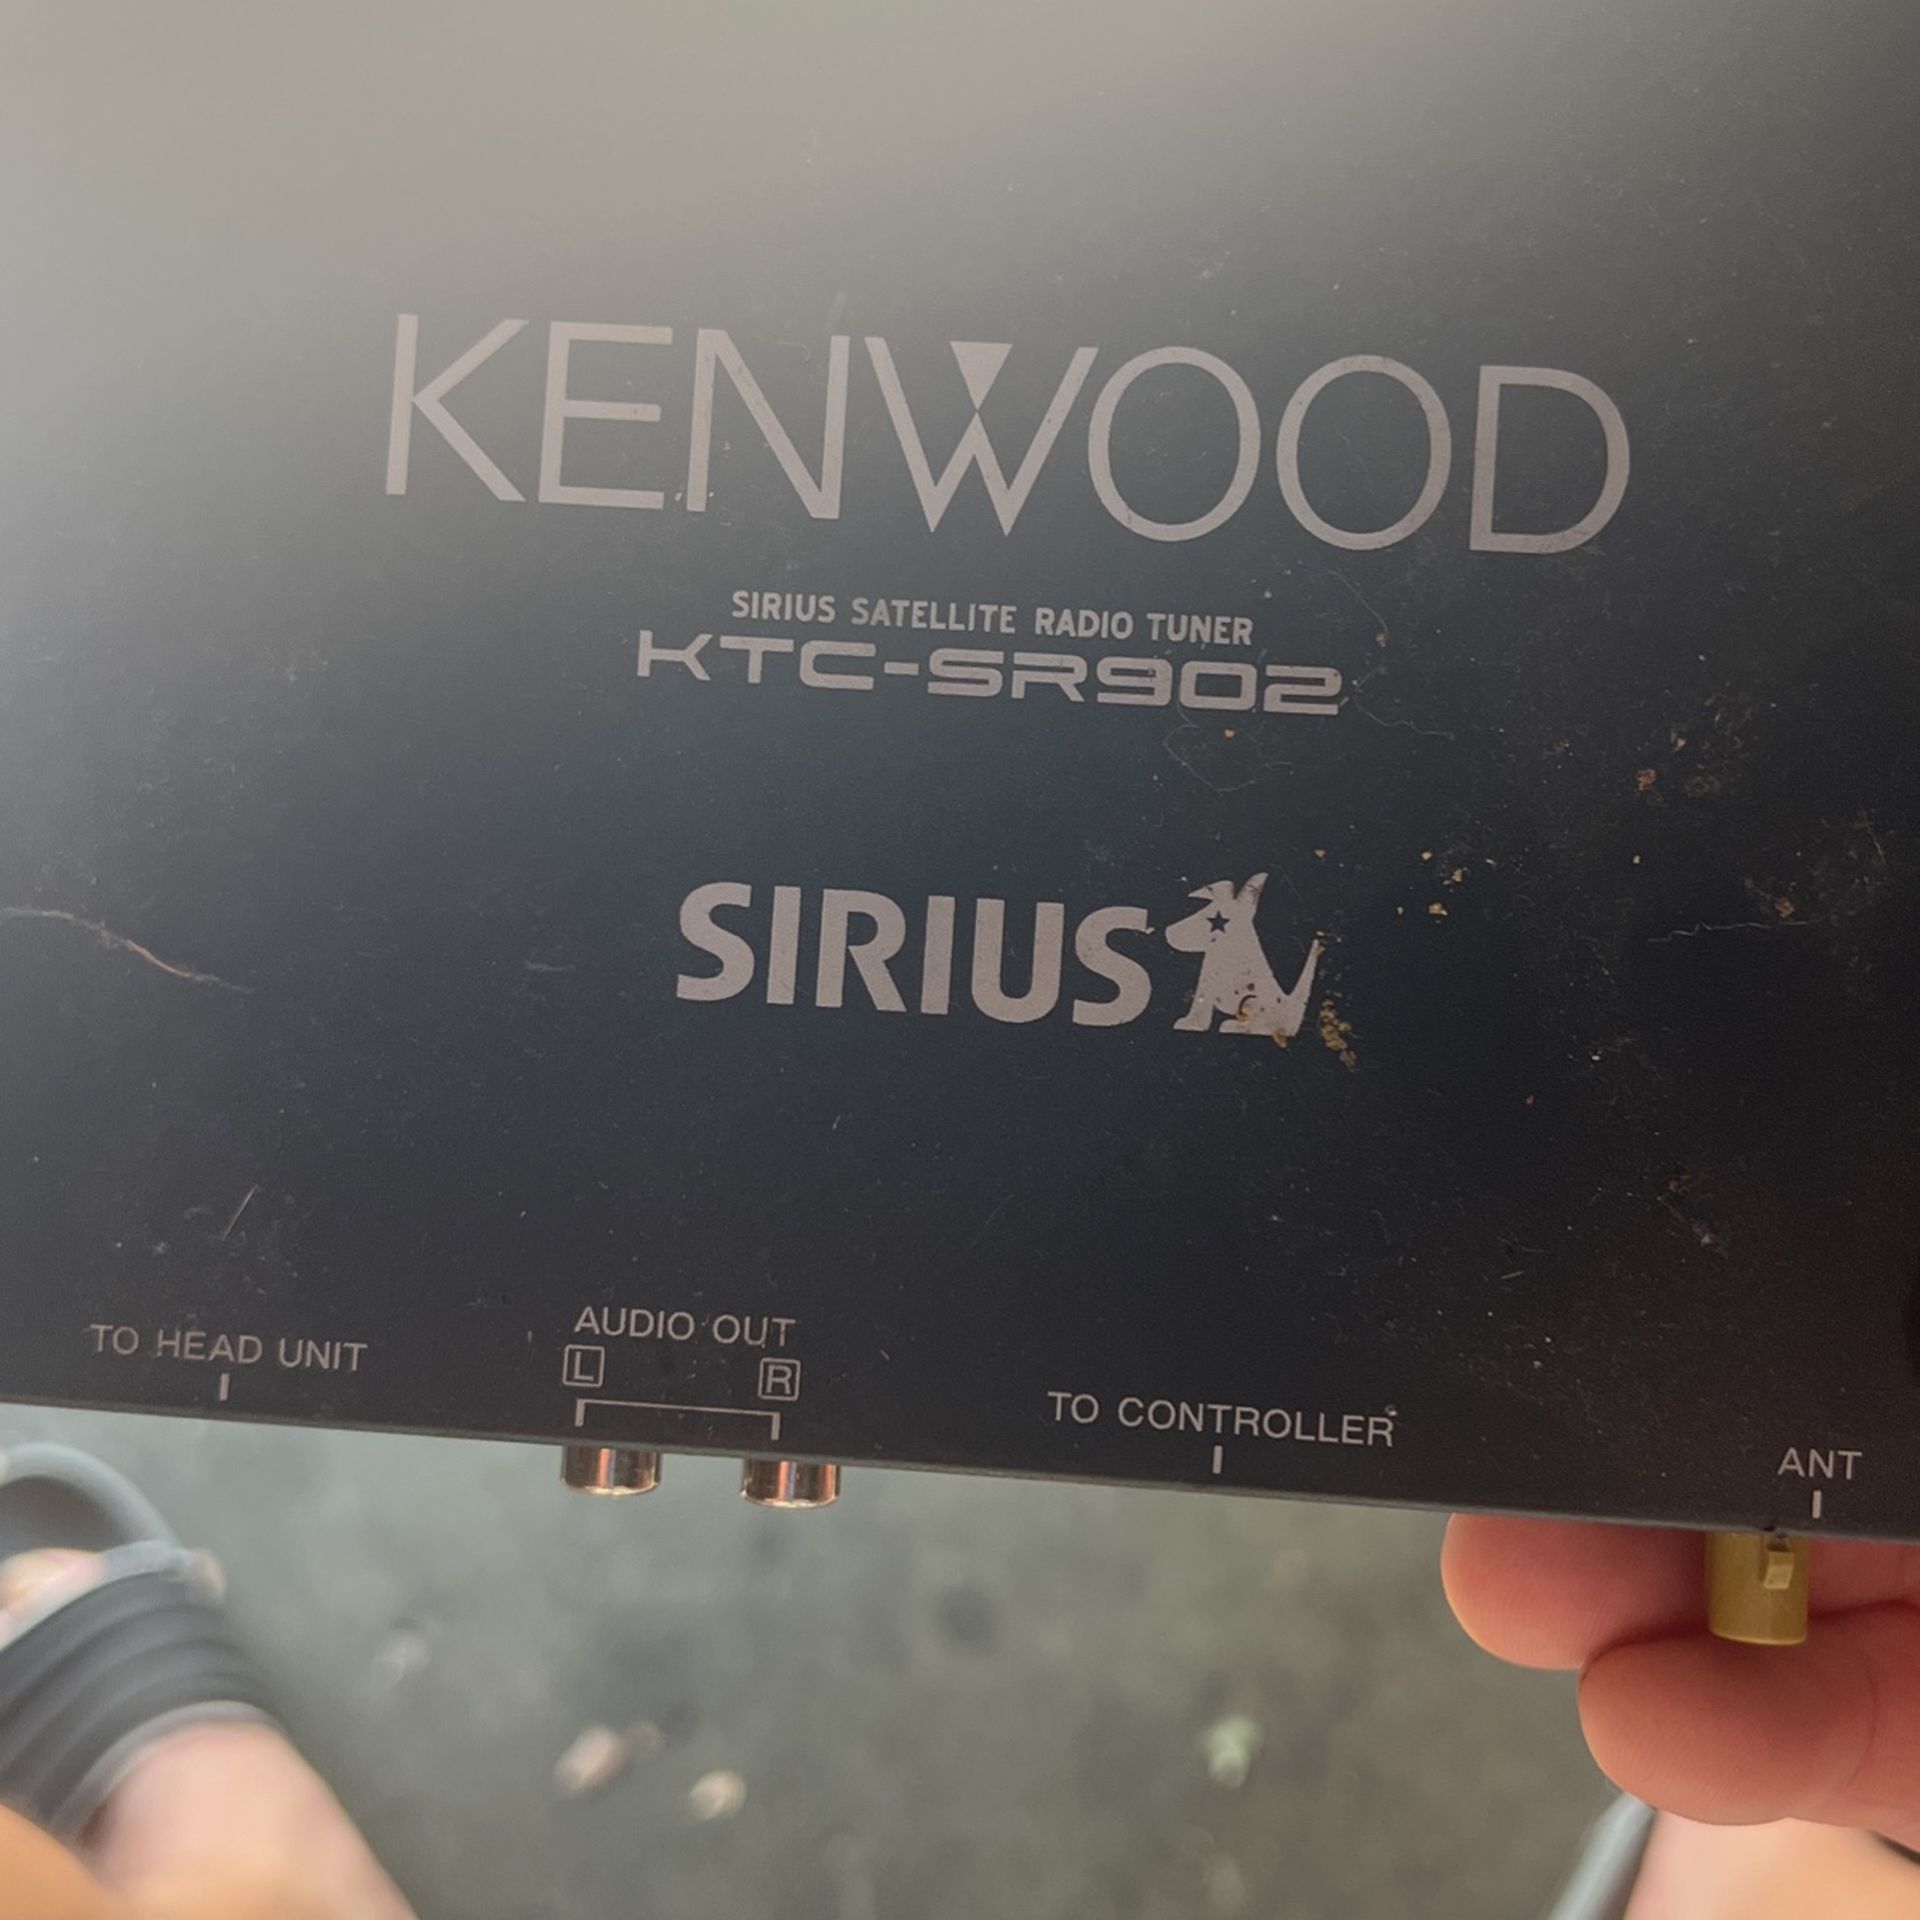 KENWOOD
SIRIUS SATELLITE RADIO TUNER
KTC-SR902
SIRIUS
TO HEAD UNIT
AUDIO OUT
L R
TO CONTROLLER
ANT